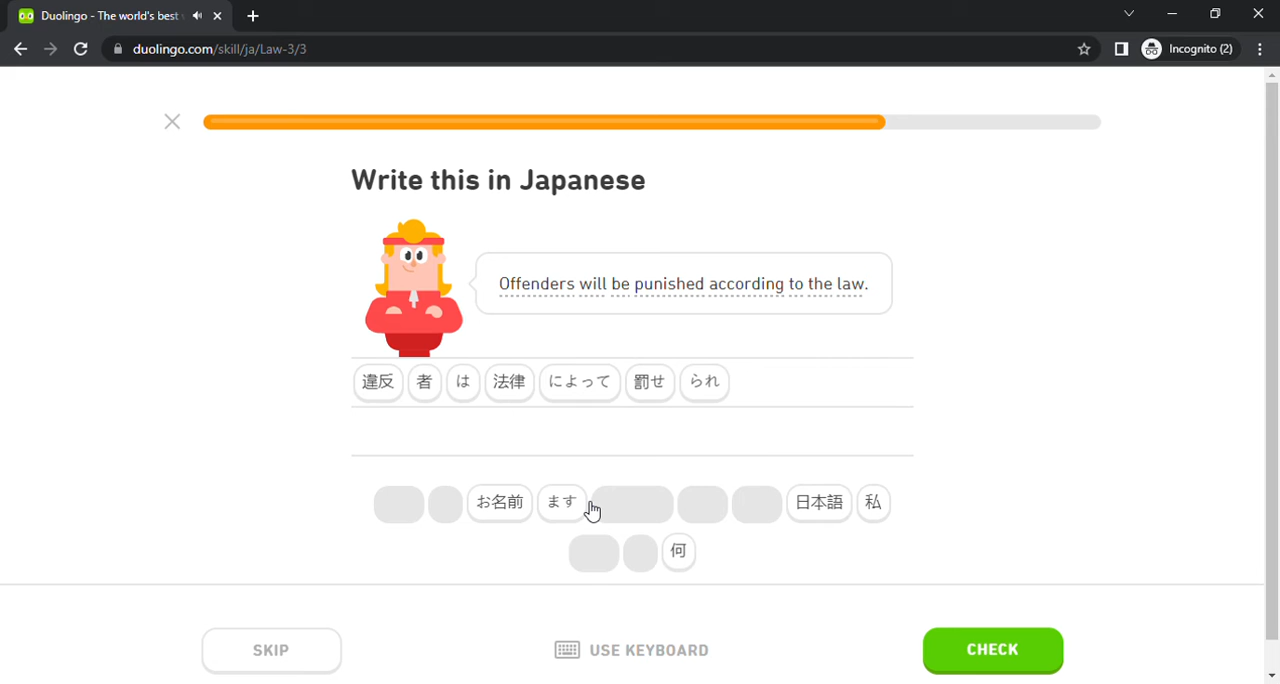 Duolingo - The world's best
duolingo.com/skill/ja/Law-3/3
Incognito (2)
Write this in Japanese
Offenders will be punished according to the law.
違反 者 は 法律 によって 罰せ られ
お名前 ます 日本語 私
何
SKIP
USE KEYBOARD
CHECK